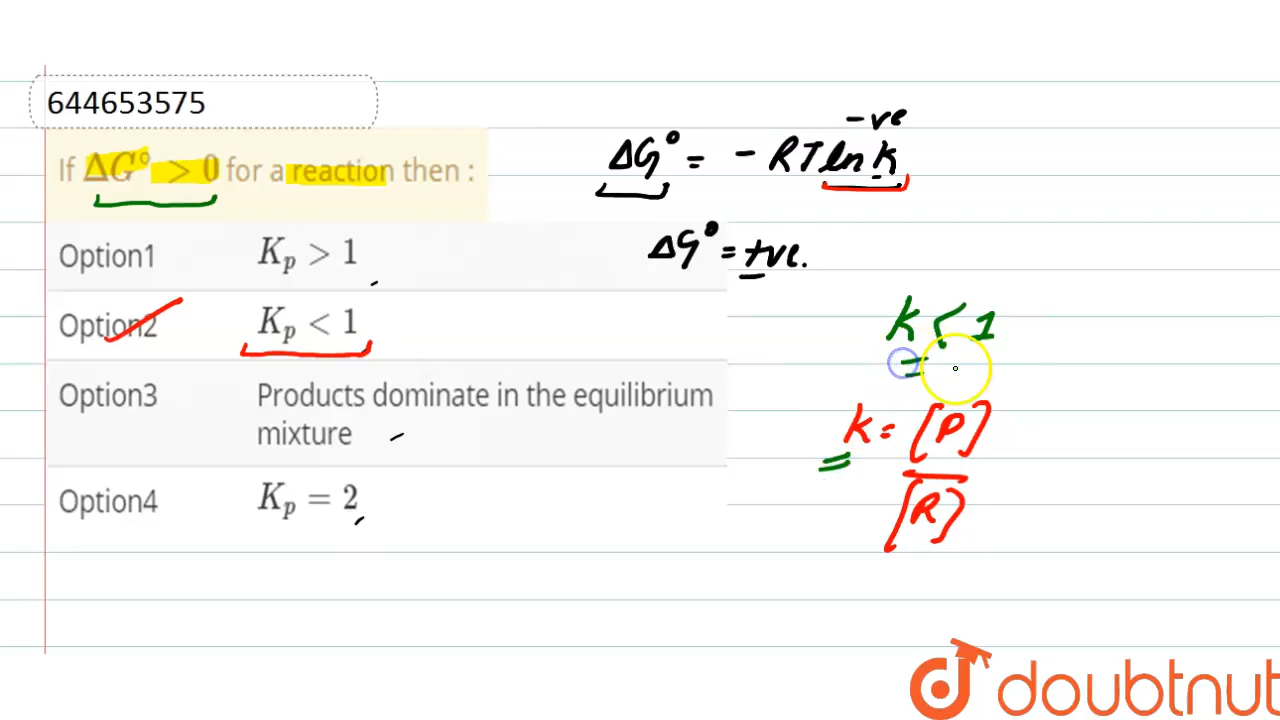 644653575
If ΔG° > 0 for a reaction then :
Option1 Kp > 1
Option2 Kp < 1
Option3 Products dominate in the equilibrium
mixture
Option4 Kp = 2
-ve
ΔG° = - RT ln k
ΔG° = +ve.
k < 1
=
k = [P]
[R]
doubtnut